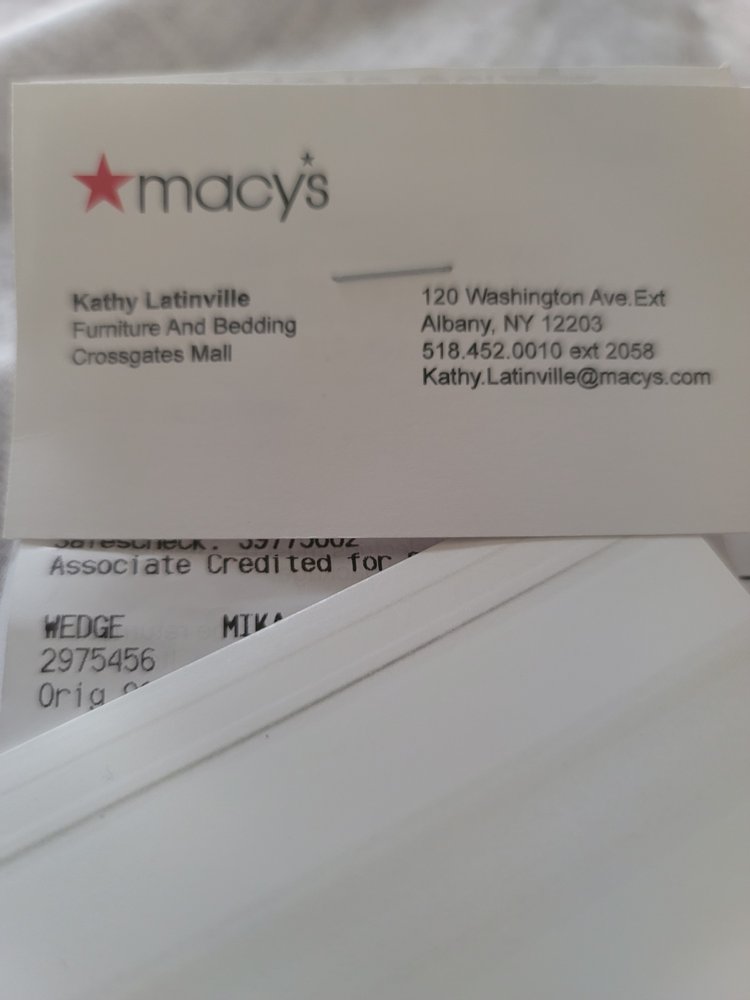 macy's
Kathy Latinville
Furniture And Bedding
Crossgates Mall
120 Washington Ave.Ext
Albany, NY 12203
518.452.0010 ext 2058
Kathy.Latinville@macys.com
Associate Credited for
WEDGE
2975456
Orig